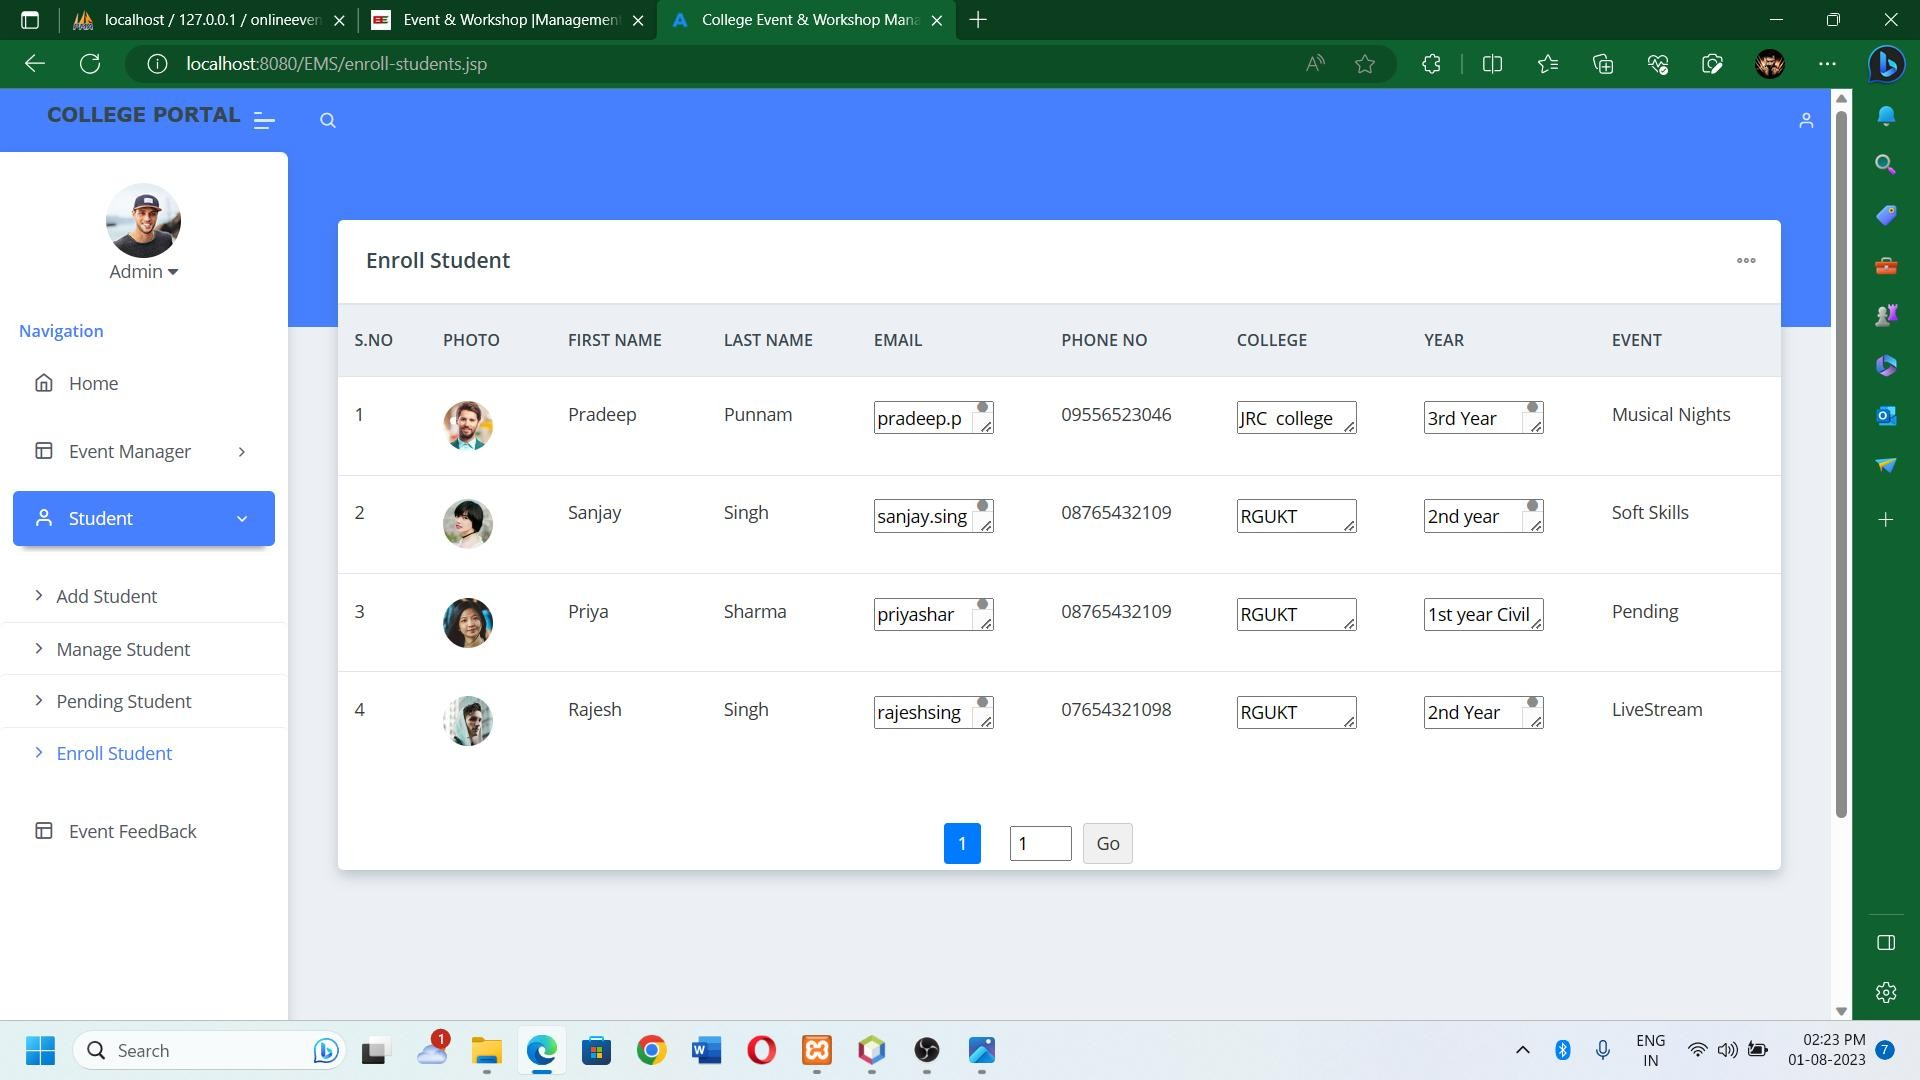 localhost / 127.0.0.1 / onlineeven
Event & Workshop |Management
College Event & Workshop Mana
localhost:8080/EMS/enroll-students.jsp
COLLEGE PORTAL
Admin
Navigation
Home
Event Manager
Student
Add Student
Manage Student
Pending Student
Enroll Student
Event FeedBack
Enroll Student
S.NO PHOTO FIRST NAME LAST NAME EMAIL PHONE NO COLLEGE YEAR EVENT
1 Pradeep Punnam pradeep.p 09556523046 JRC college 3rd Year Musical Nights
2 Sanjay Singh sanjay.sing 08765432109 RGUKT 2nd year Soft Skills
3 Priya Sharma priyashar 08765432109 RGUKT 1st year Civil Pending
4 Rajesh Singh rajeshsing 07654321098 RGUKT 2nd Year LiveStream
1 1 Go
Search
1
ENG
IN
02:23 PM
01-08-2023
7